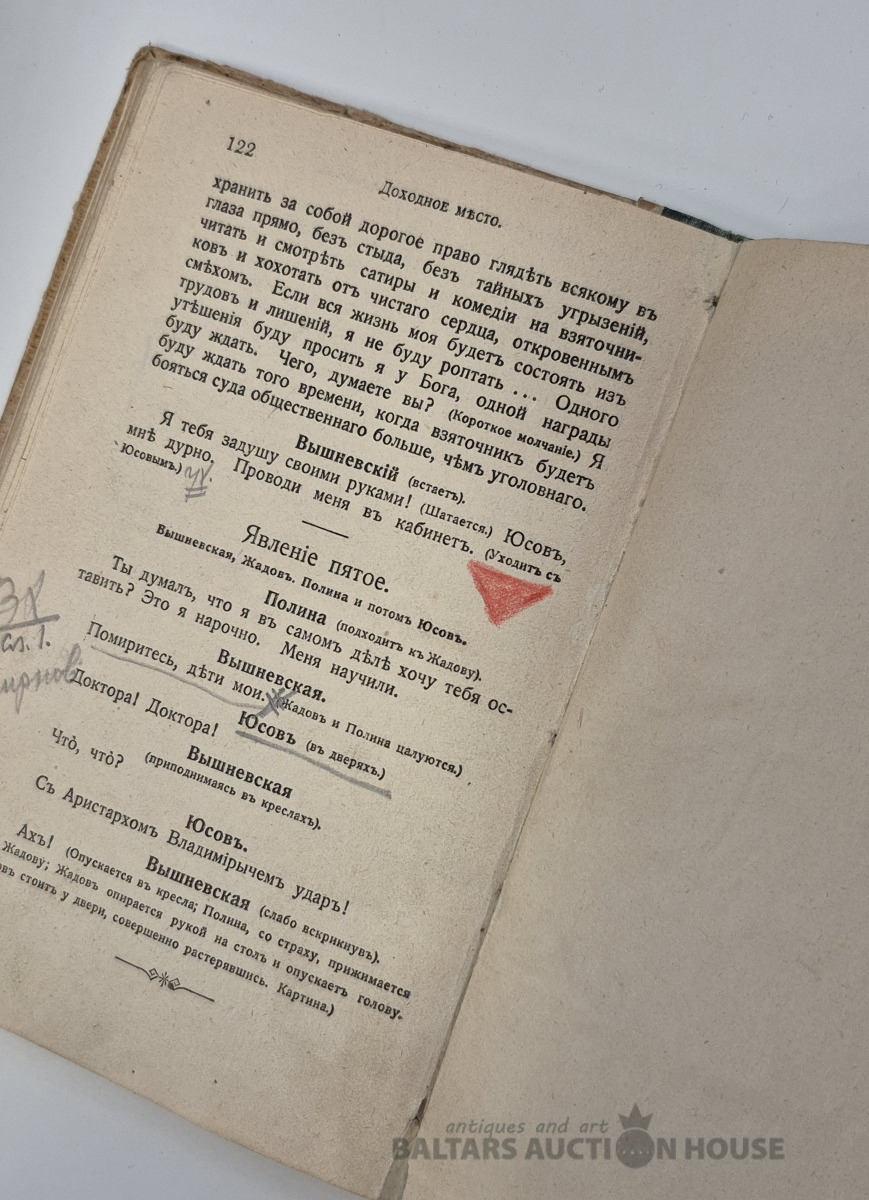 122
Доходное мѣсто.
хранить за собой дорогое право глядѣть всякому въ
глаза прямо, безъ стыда, безъ тайныхъ угрызеній,
читать и смотрѣть сатиры и комедіи на взяточни-
ковъ и хохотать отъ чистаго сердца, откровеннымъ
смѣхомъ. Если вся жизнь моя будетъ состоять изъ
трудовъ и лишеній, я не буду роптать ... Одного
утѣшенія буду просить я у Бога, одной награды
буду ждать. Чего, думаете вы? (Короткое молчаніе.) Я
буду ждать того времени, когда взяточникъ будетъ
бояться суда общественнаго больше, чѣмъ уголовнаго.
Вышневскій (встаетъ).
Я тебя задушу своими руками! (Шатается.) Юсовъ,
мнѣ дурно. Проводи меня въ кабинетъ. (Уходитъ съ
Юсовымъ.)
Явленіе пятое.
Вышневская, Жадовъ. Полина и потомъ Юсовъ.
Полина (подходитъ къ Жадову).
Ты думалъ, что я въ самомъ дѣлѣ хочу тебя ос-
тавить? Это я нарочно. Меня научили.
Вышневская.
Помиритесь, дѣти мои. (Жадовъ и Полина цалуются.)
Юсовъ (въ дверяхъ.)
Доктора! Доктора!
Вышневская
(приподнимаясь въ креслахъ).
Что̀, что̀?
Юсовъ.
Съ Аристархомъ Владимірычемъ ударъ!
Вышневская (слабо вскрикнувъ).
Ахъ! (Опускается въ кресла; Полина, со страху, прижимается
Жадову; Жадовъ опирается рукой на столъ и опускаетъ голову.
стоитъ у двери, совершенно растерявшись. Картина.)
antiques and art
BALTARS AUCTION HOUSE